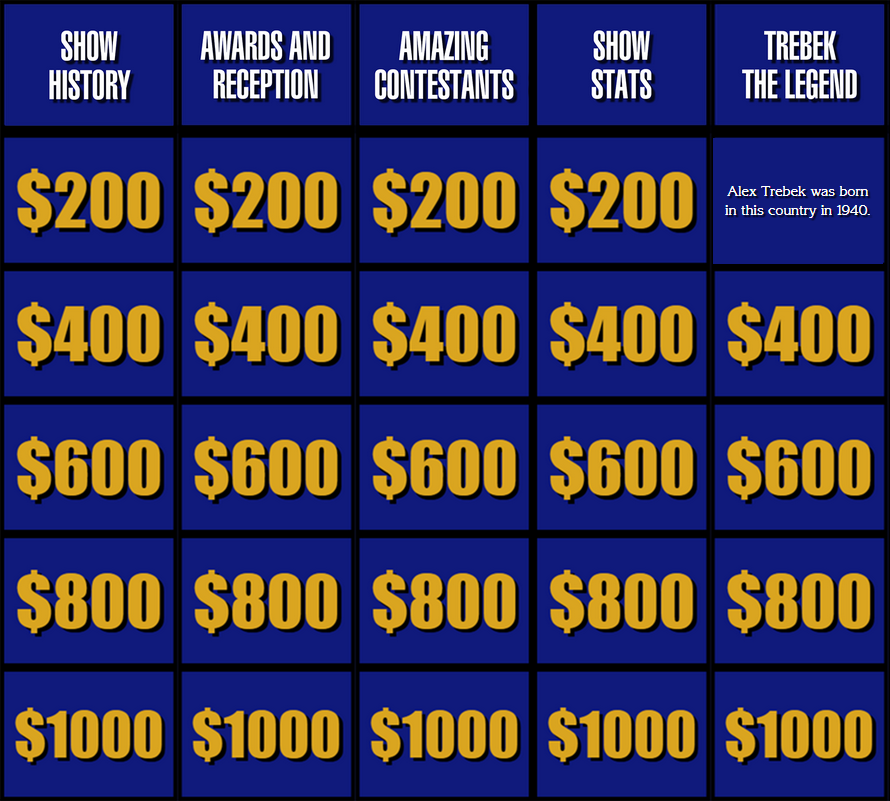 SHOW
HISTORY
AWARDS AND
RECEPTION
AMAZING
CONTESTANTS
SHOW
STATS
TREBEK
THE LEGEND
$200
$200
$200
$200
Alex Trebek was born
in this country in 1940.
$400
$400
$400
$400
$400
$600
$600
$600
$600
$600
$800
$800
$800
$800
$800
$1000
$1000
$1000
$1000
$1000